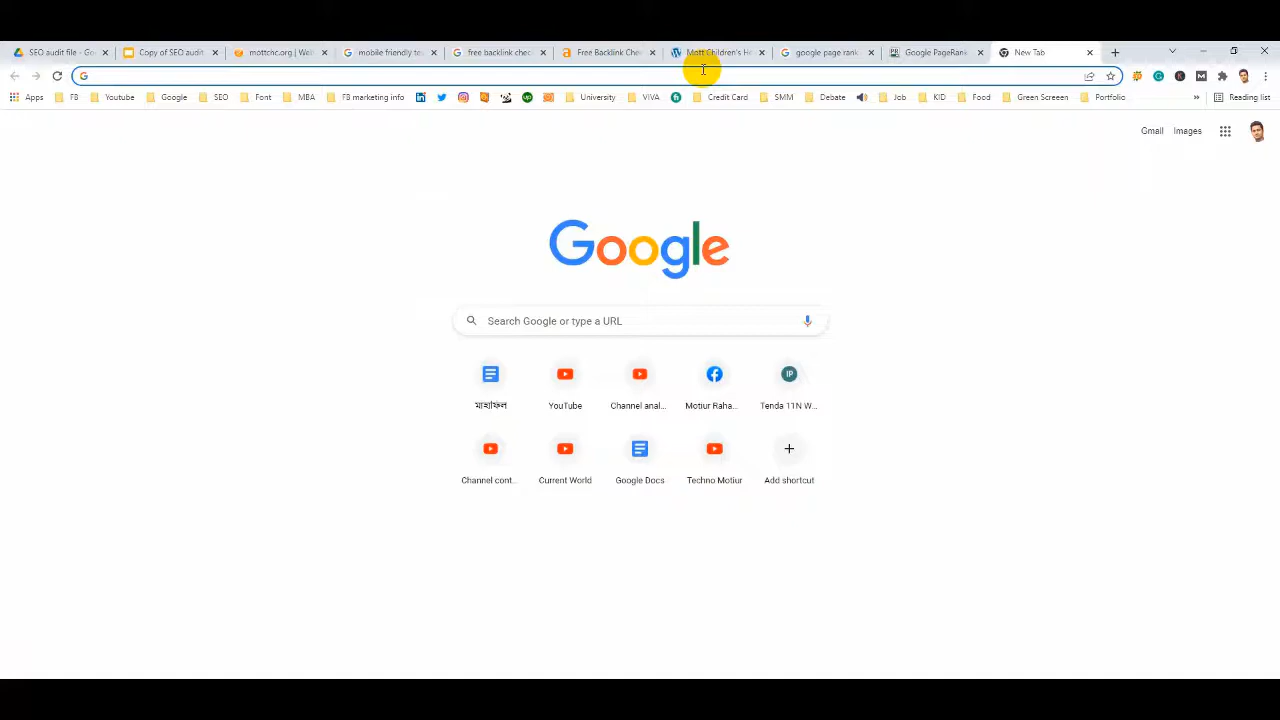 SEO audit file - Go
Copy of SEO audit
mottchc.org | Wel
mobile friendly te
free backlink chec
Free Backlink Che
Mott Children's He
google page rank
Google PageRank
New Tab
Apps
FB
Youtube
Google
SEO
Font
MBA
FB marketing info
University
VIVA
Credit Card
SMM
Debate
Job
KID
Food
Green Screeen
Portfolio
Reading list
Gmail
Images
Google
Search Google or type a URL
মাহফিল
YouTube
Channel anal...
Motiur Raha...
Tenda 11N W...
Channel cont...
Current World
Google Docs
Techno Motiur
Add shortcut